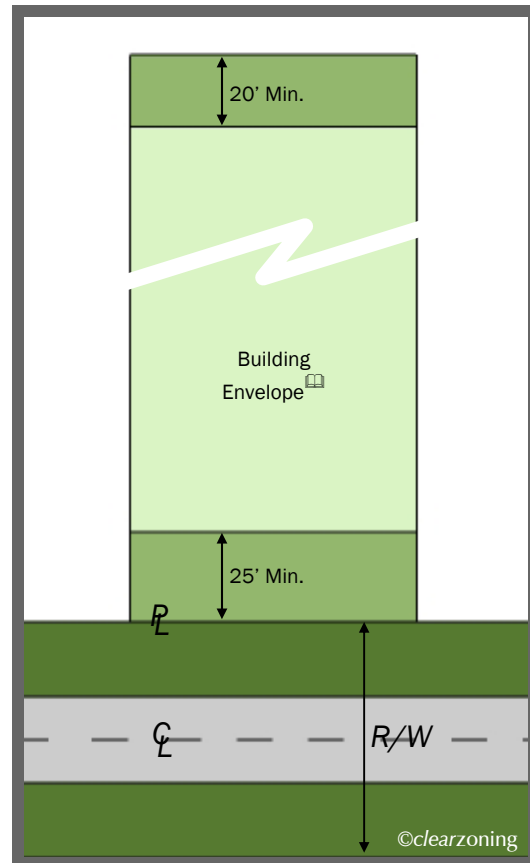 20’ Min.
Building
Envelope
25’ Min.
PL
CL
R/W
©clearzoning